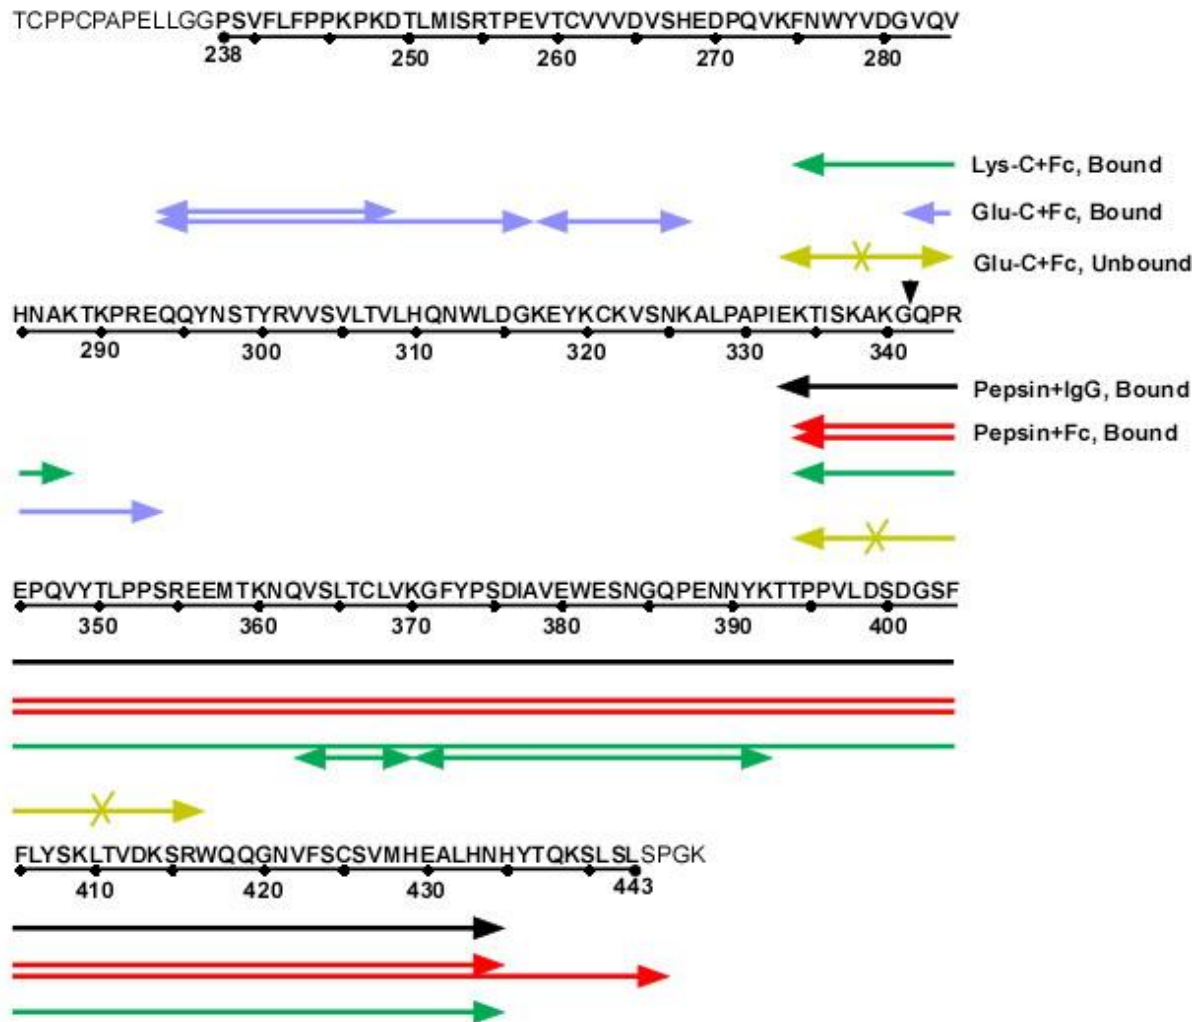 TCPPCPAPELLGGPSVFLFPPKPKDTLMISRTPEVTCVVVDVSHEDPQVKFNWYVDGVQV
238 250 260 270 280
Lys-C+Fc, Bound
Glu-C+Fc, Bound
Glu-C+Fc, Unbound
HNAKTKPREQQYNSTYRVVSVLTVLHQNWLDGKEYKCKVSNKALPAPIEKTISKAKGQPR
290 300 310 320 330 340
Pepsin+IgG, Bound
Pepsin+Fc, Bound
EPQVYTLPPSREEMTKNQVSLTCLVKGFYPSDIAVEWESNGQPENNYKTTPPVLDSDGSF
350 360 370 380 390 400
FLYSKLTVDKSRWQQGNVFSCSVMHEALHNHYTQKSLSLSPGK
410 420 430 443